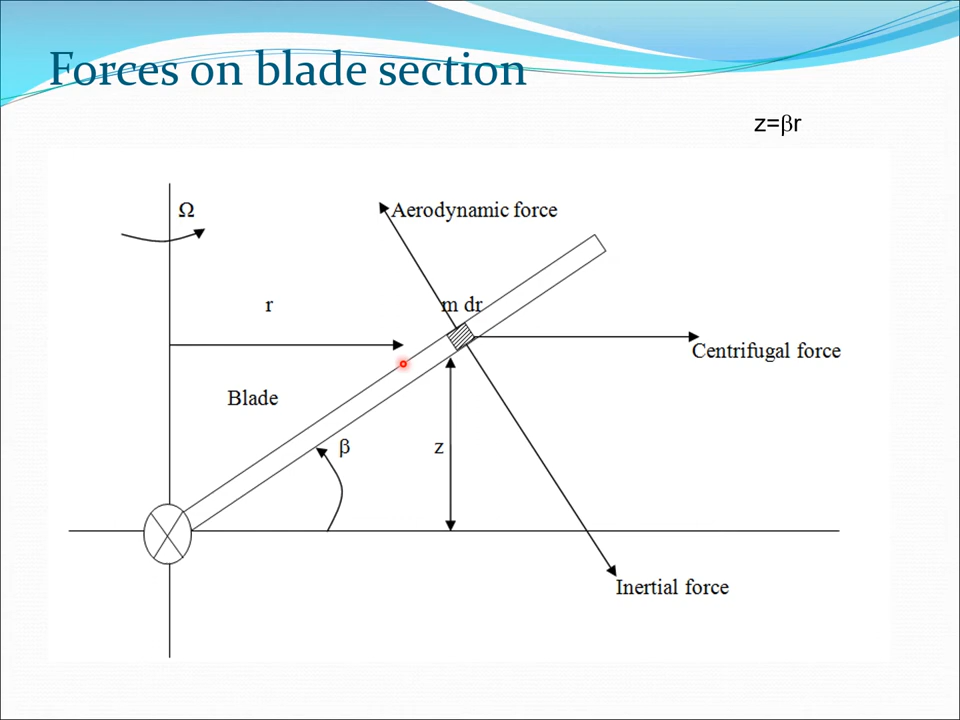 Forces on blade section
z=βr
Ω
Aerodynamic force
r
m dr
Centrifugal force
Blade
β
z
Inertial force